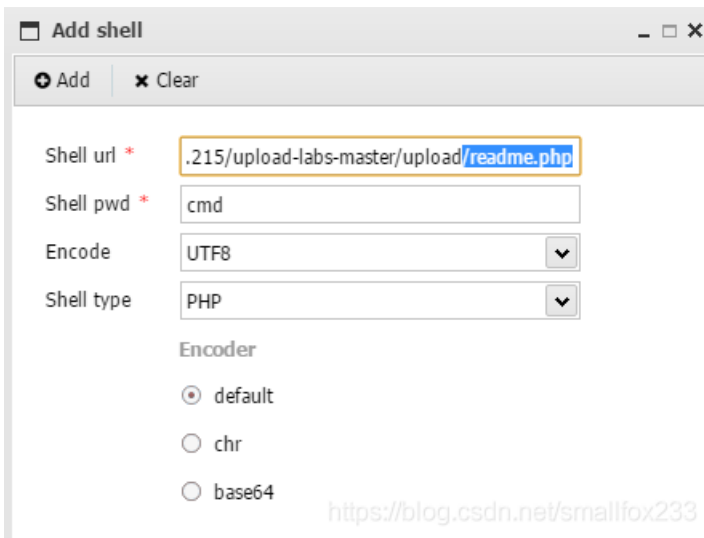 Add shell
Add Clear
Shell url * .215/upload-labs-master/upload/readme.php
Shell pwd * cmd
Encode UTF8
Shell type PHP
Encoder
default
chr
base64
https://blog.csdn.net/smallfox233